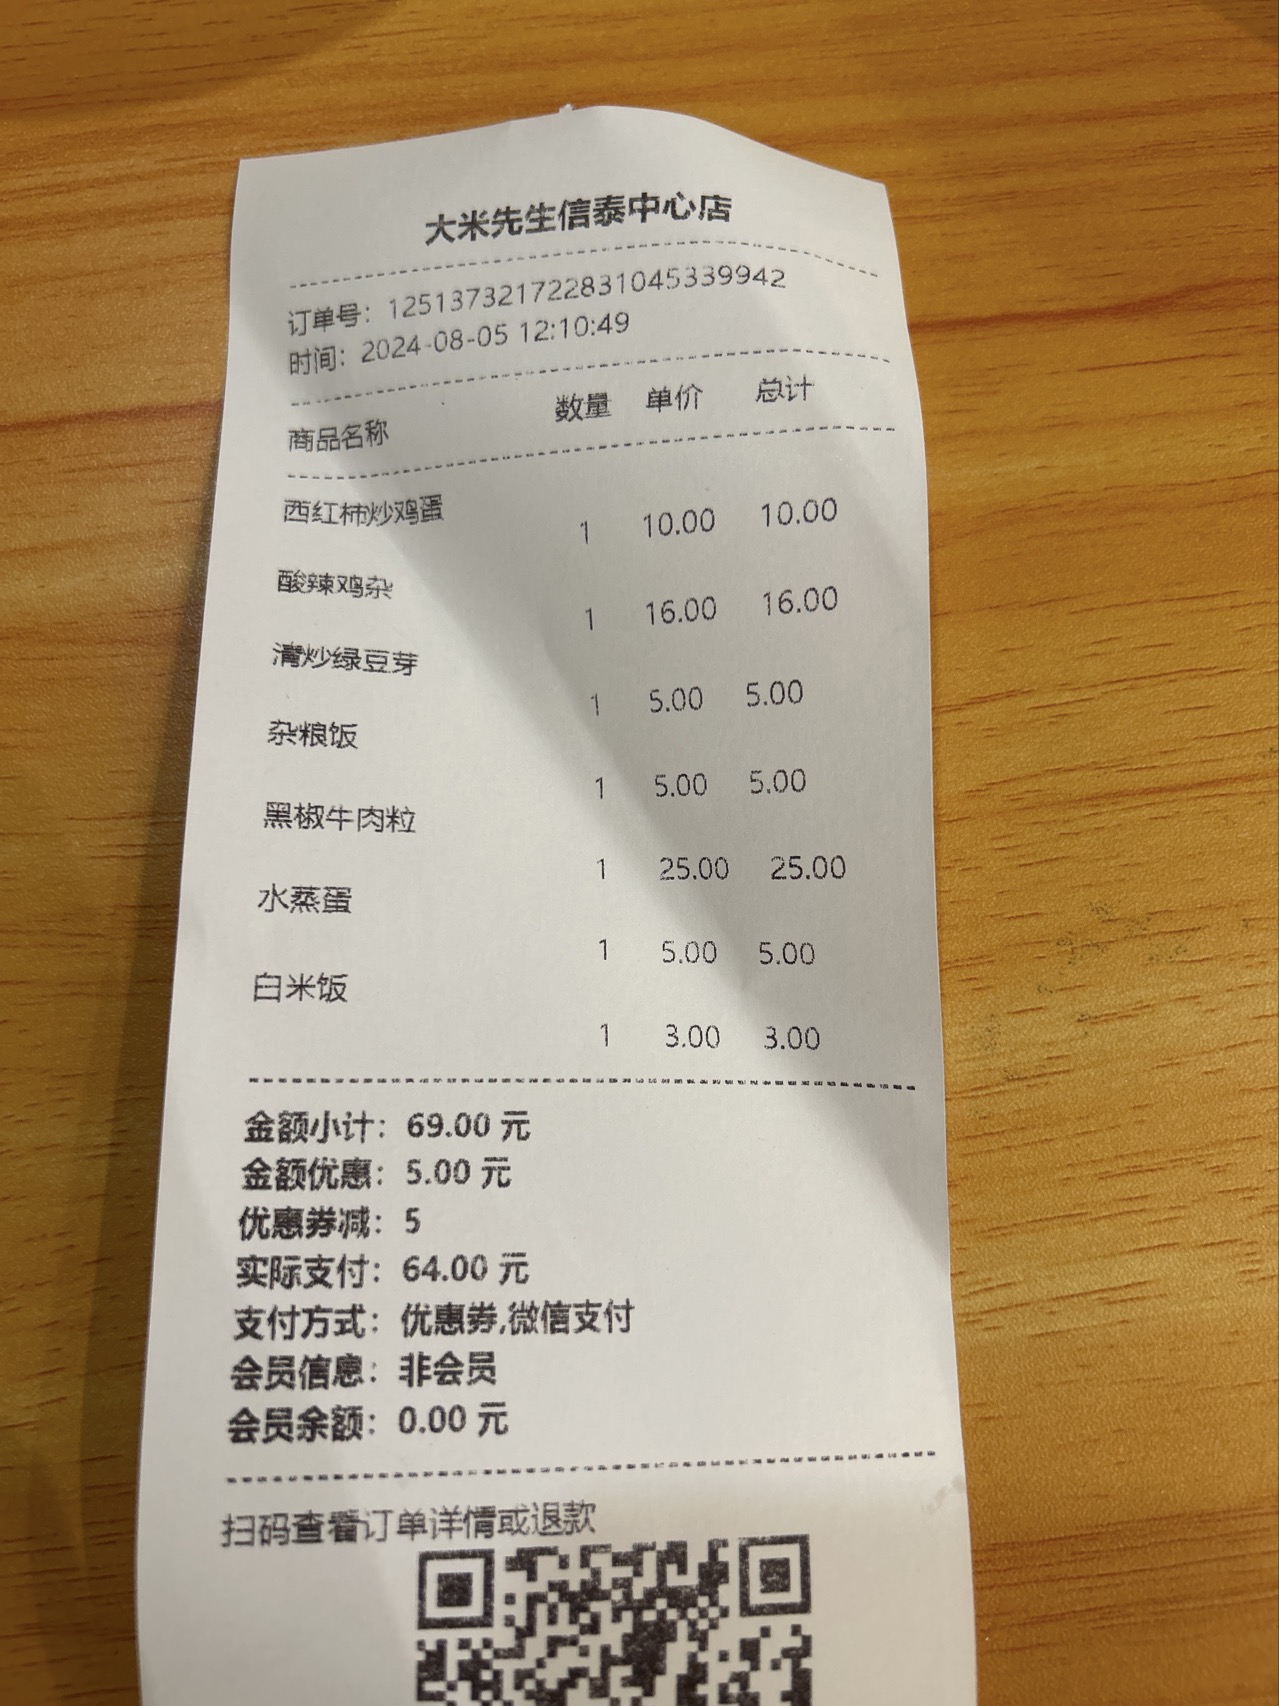 大米先生信泰中心店
订单号：12513732172283104533​9942
时间：2024-08-05 12:10:49
商品名称 数量 单价 总计
西红柿炒鸡蛋
1 10.00 10.00
酸辣鸡杂
1 16.00 16.00
清炒绿豆芽
1 5.00 5.00
杂粮饭
1 5.00 5.00
黑椒牛肉粒
1 25.00 25.00
水蒸蛋
1 5.00 5.00
白米饭
1 3.00 3.00
金额小计：69.00 元
金额优惠：5.00 元
优惠券减：5
实际支付：64.00 元
支付方式：优惠券,微信支付
会员信息：非会员
会员余额：0.00 元
扫码查看订单详情或退款